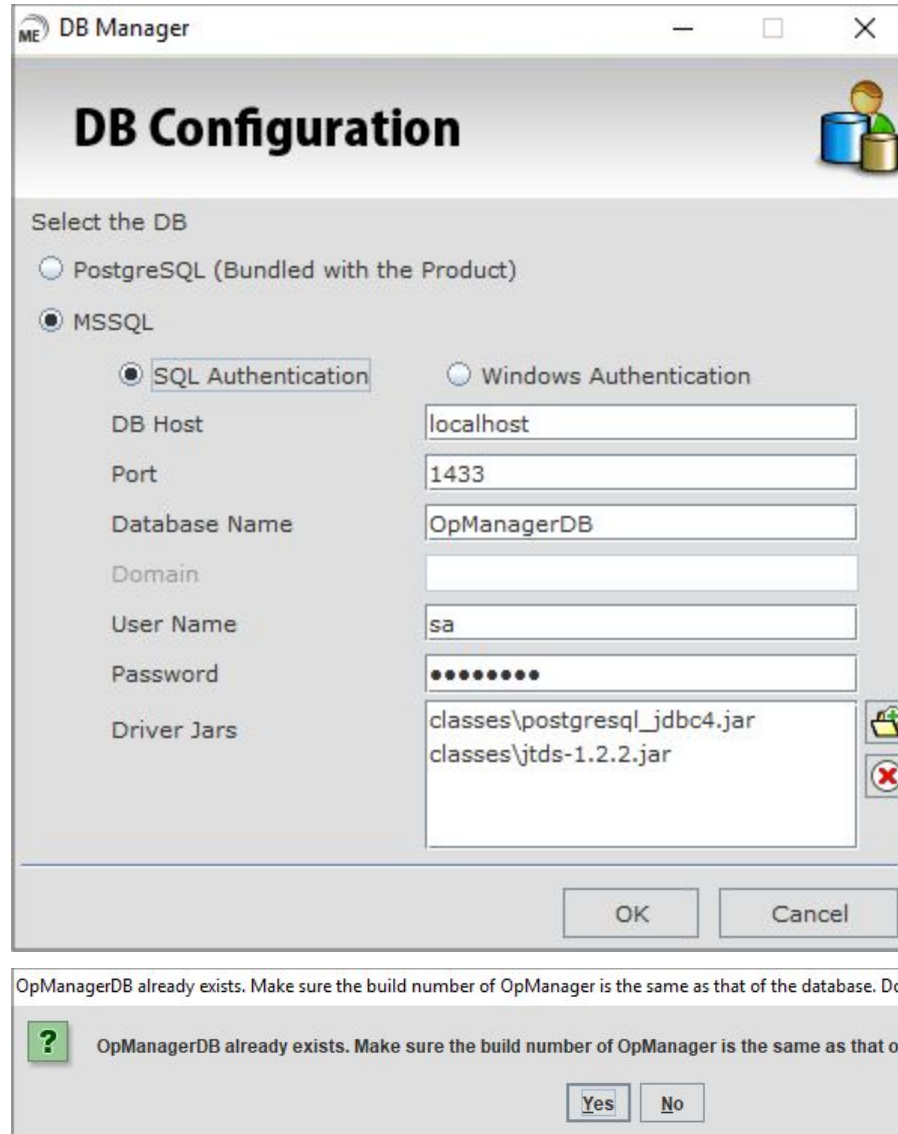 ME DB Manager
DB Configuration
Select the DB
PostgreSQL (Bundled with the Product)
MSSQL
SQL Authentication Windows Authentication
DB Host localhost
Port 1433
Database Name OpManagerDB
Domain
User Name sa
Password ●●●●●●●●
Driver Jars classes\postgresql_jdbc4.jar
classes\jtds-1.2.2.jar
OK Cancel
OpManagerDB already exists. Make sure the build number of OpManager is the same as that of the database. Do
? OpManagerDB already exists. Make sure the build number of OpManager is the same as that o
Yes No